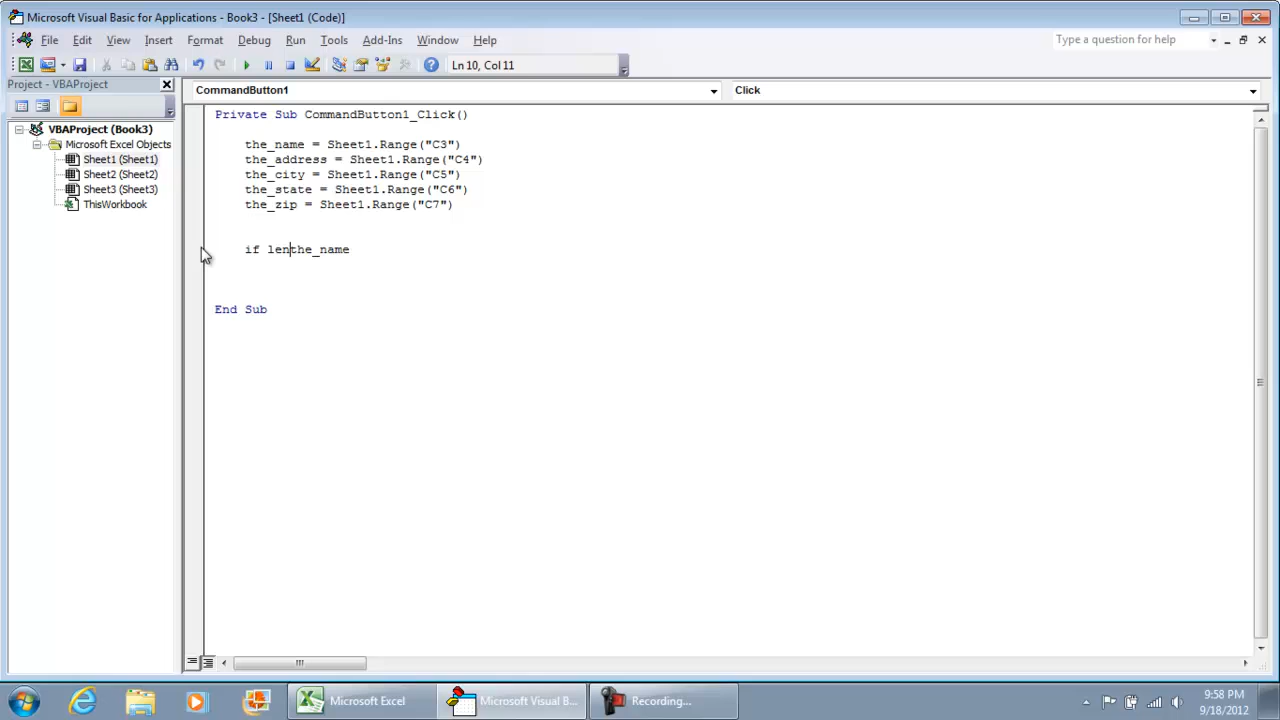 Microsoft Visual Basic for Applications - Book3 - [Sheet1 (Code)]
File Edit View Insert Format Debug Run Tools Add-Ins Window Help
Type a question for help
Ln 10, Col 11
Project - VBAProject
CommandButton1
Click
VBAProject (Book3)
Microsoft Excel Objects
Sheet1 (Sheet1)
Sheet2 (Sheet2)
Sheet3 (Sheet3)
ThisWorkbook
Private Sub CommandButton1_Click()
the_name = Sheet1.Range("C3")
the_address = Sheet1.Range("C4")
the_city = Sheet1.Range("C5")
the_state = Sheet1.Range("C6")
the_zip = Sheet1.Range("C7")
if lenthe_name
End Sub
Microsoft Excel
Microsoft Visual B...
Recording...
9:58 PM
9/18/2012